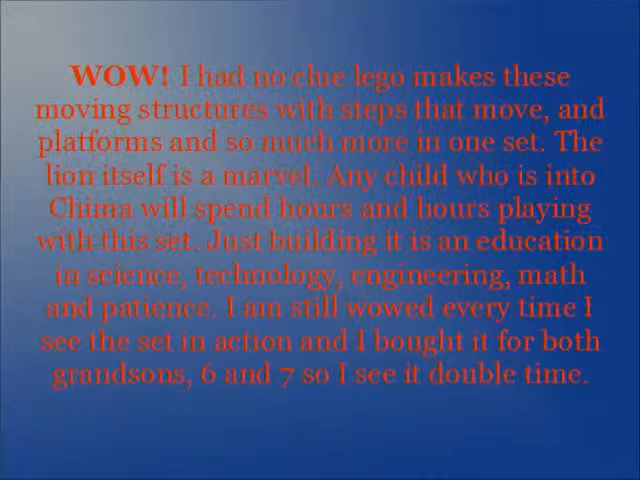 WOW! I had no clue lego makes these
moving structures with steps that move, and
platforms and so much more in one set. The
lion itself is a marvel. Any child who is into
Chima will spend hours and hours playing
with this set. Just building it is an education
in science, technology, engineering, math
and patience. I am still wowed every time I
see the set in action and I bought it for both
grandsons, 6 and 7 so I see it double time.